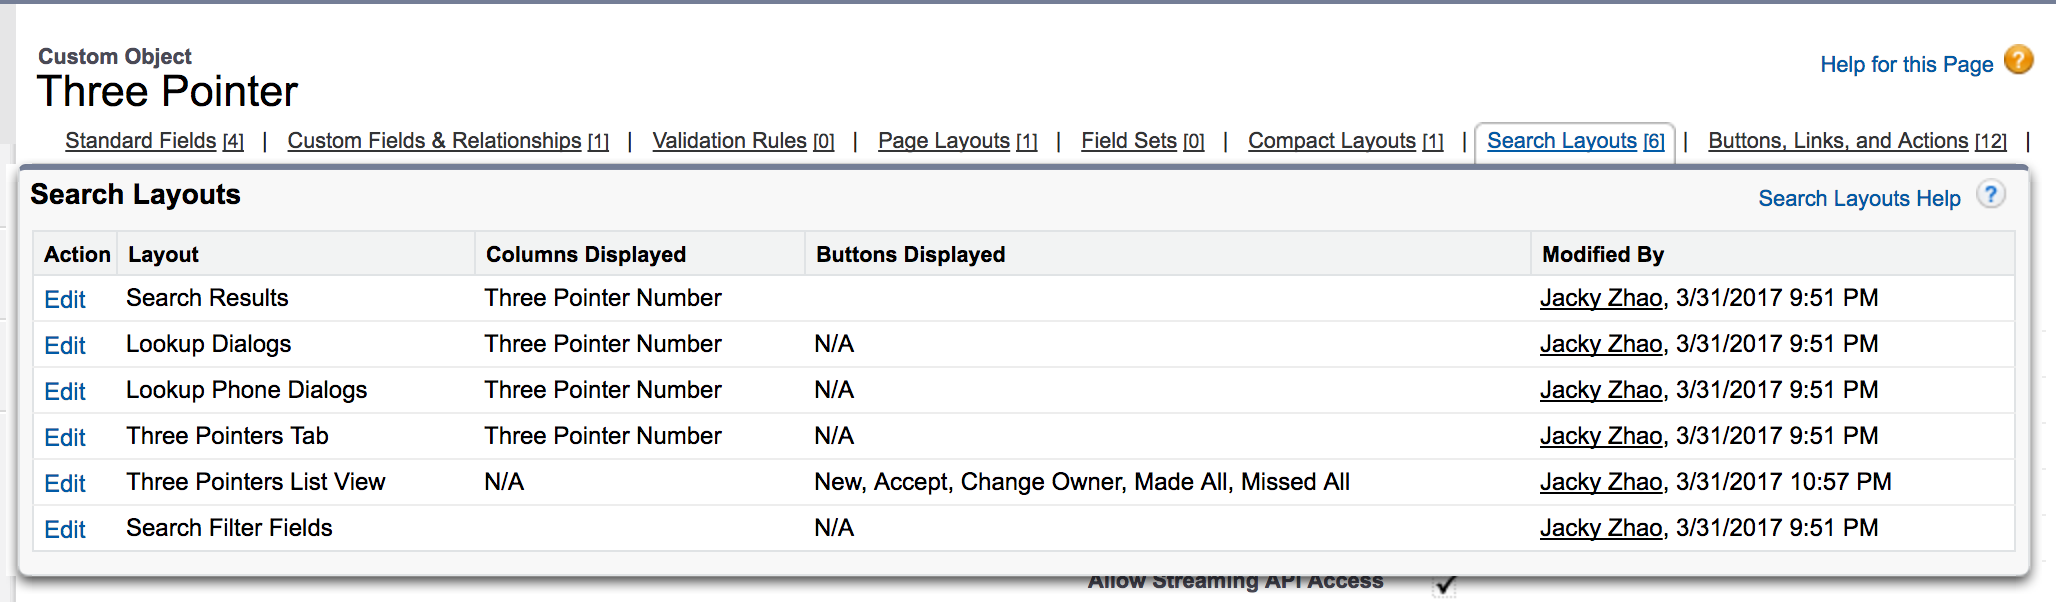 Custom Object
Three Pointer
Help for this Page ?
Standard Fields [4] | Custom Fields & Relationships [1] | Validation Rules [0] | Page Layouts [1] | Field Sets [0] | Compact Layouts [1] | Search Layouts [6] | Buttons, Links, and Actions [12] |
Search Layouts
Search Layouts Help ?
Action Layout Columns Displayed Buttons Displayed Modified By
Edit Search Results Three Pointer Number Jacky Zhao, 3/31/2017 9:51 PM
Edit Lookup Dialogs Three Pointer Number N/A Jacky Zhao, 3/31/2017 9:51 PM
Edit Lookup Phone Dialogs Three Pointer Number N/A Jacky Zhao, 3/31/2017 9:51 PM
Edit Three Pointers Tab Three Pointer Number N/A Jacky Zhao, 3/31/2017 9:51 PM
Edit Three Pointers List View N/A New, Accept, Change Owner, Made All, Missed All Jacky Zhao, 3/31/2017 10:57 PM
Edit Search Filter Fields N/A Jacky Zhao, 3/31/2017 9:51 PM
Allow Streaming API Access